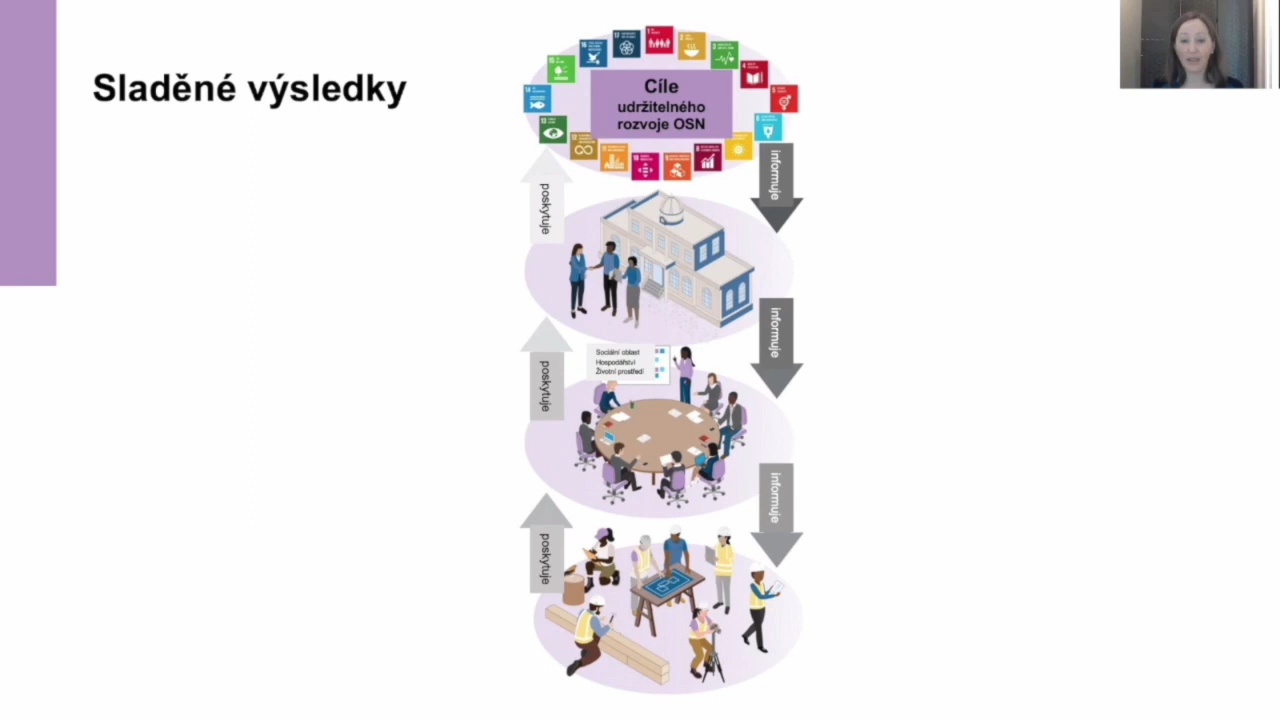 Sladěné výsledky
Cíle
udržitelného
rozvoje OSN
informuje
poskytuje
informuje
poskytuje
Sociální oblast
Hospodářství
Životní prostředí
informuje
poskytuje